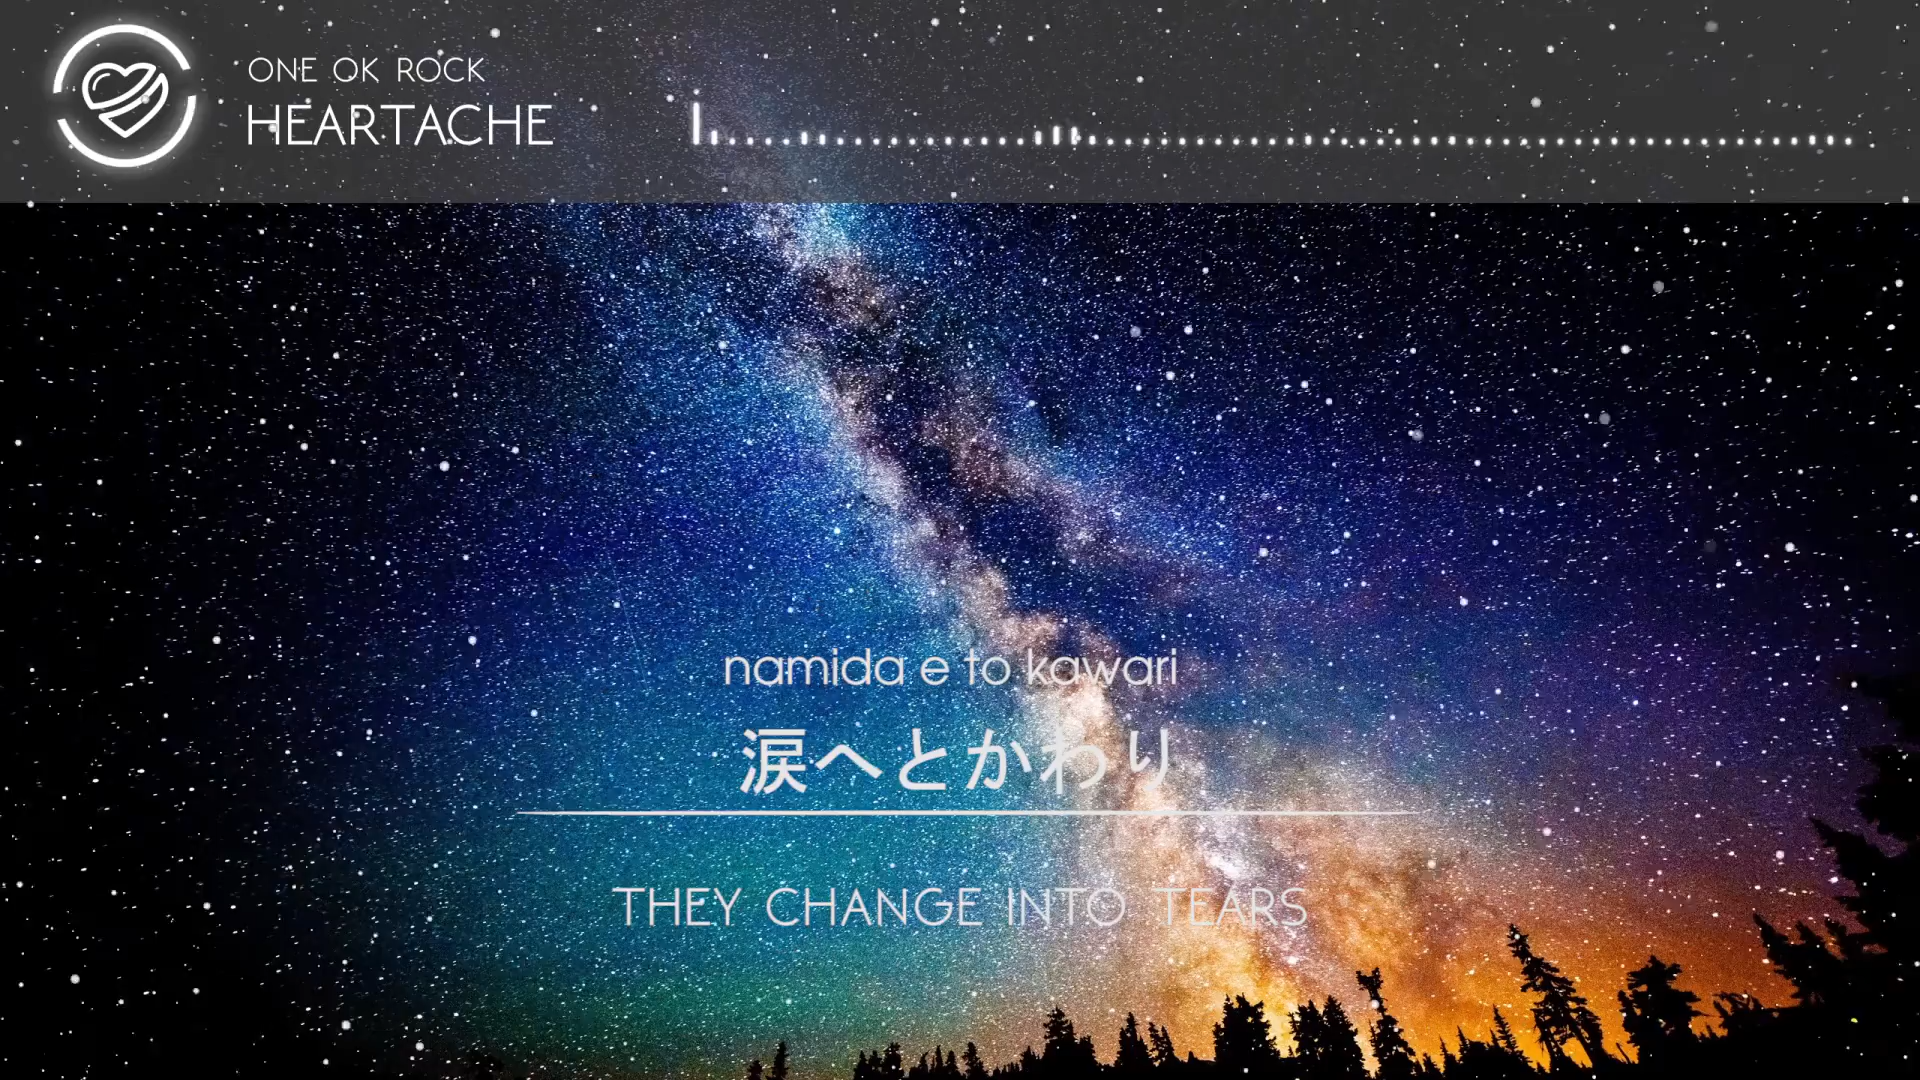 ONE OK ROCK
HEARTACHE
namida e to kawari
涙へとかわり
THEY CHANGE INTO TEARS